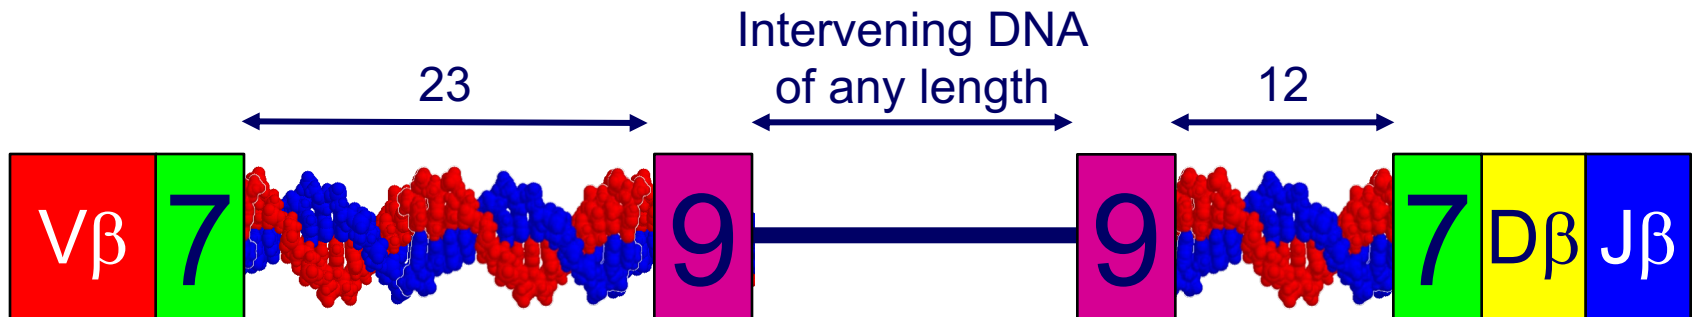 Intervening DNA
of any length
23
12
Vβ 7 9 9 7 Dβ Jβ